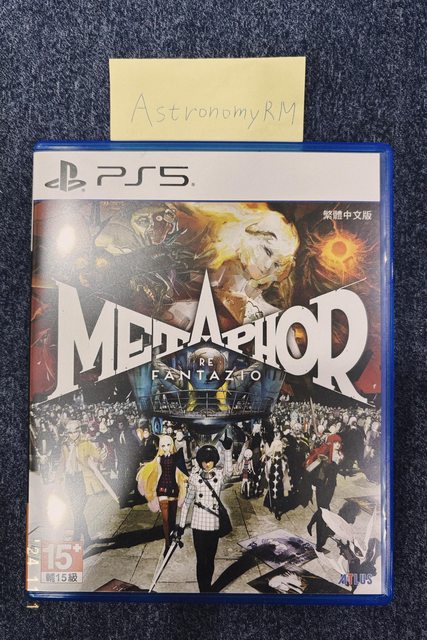 AstronomyRM
PS5
繁體中文版
METAPHOR
RE
FANTAZIO
15+
輔15級
ATLUS